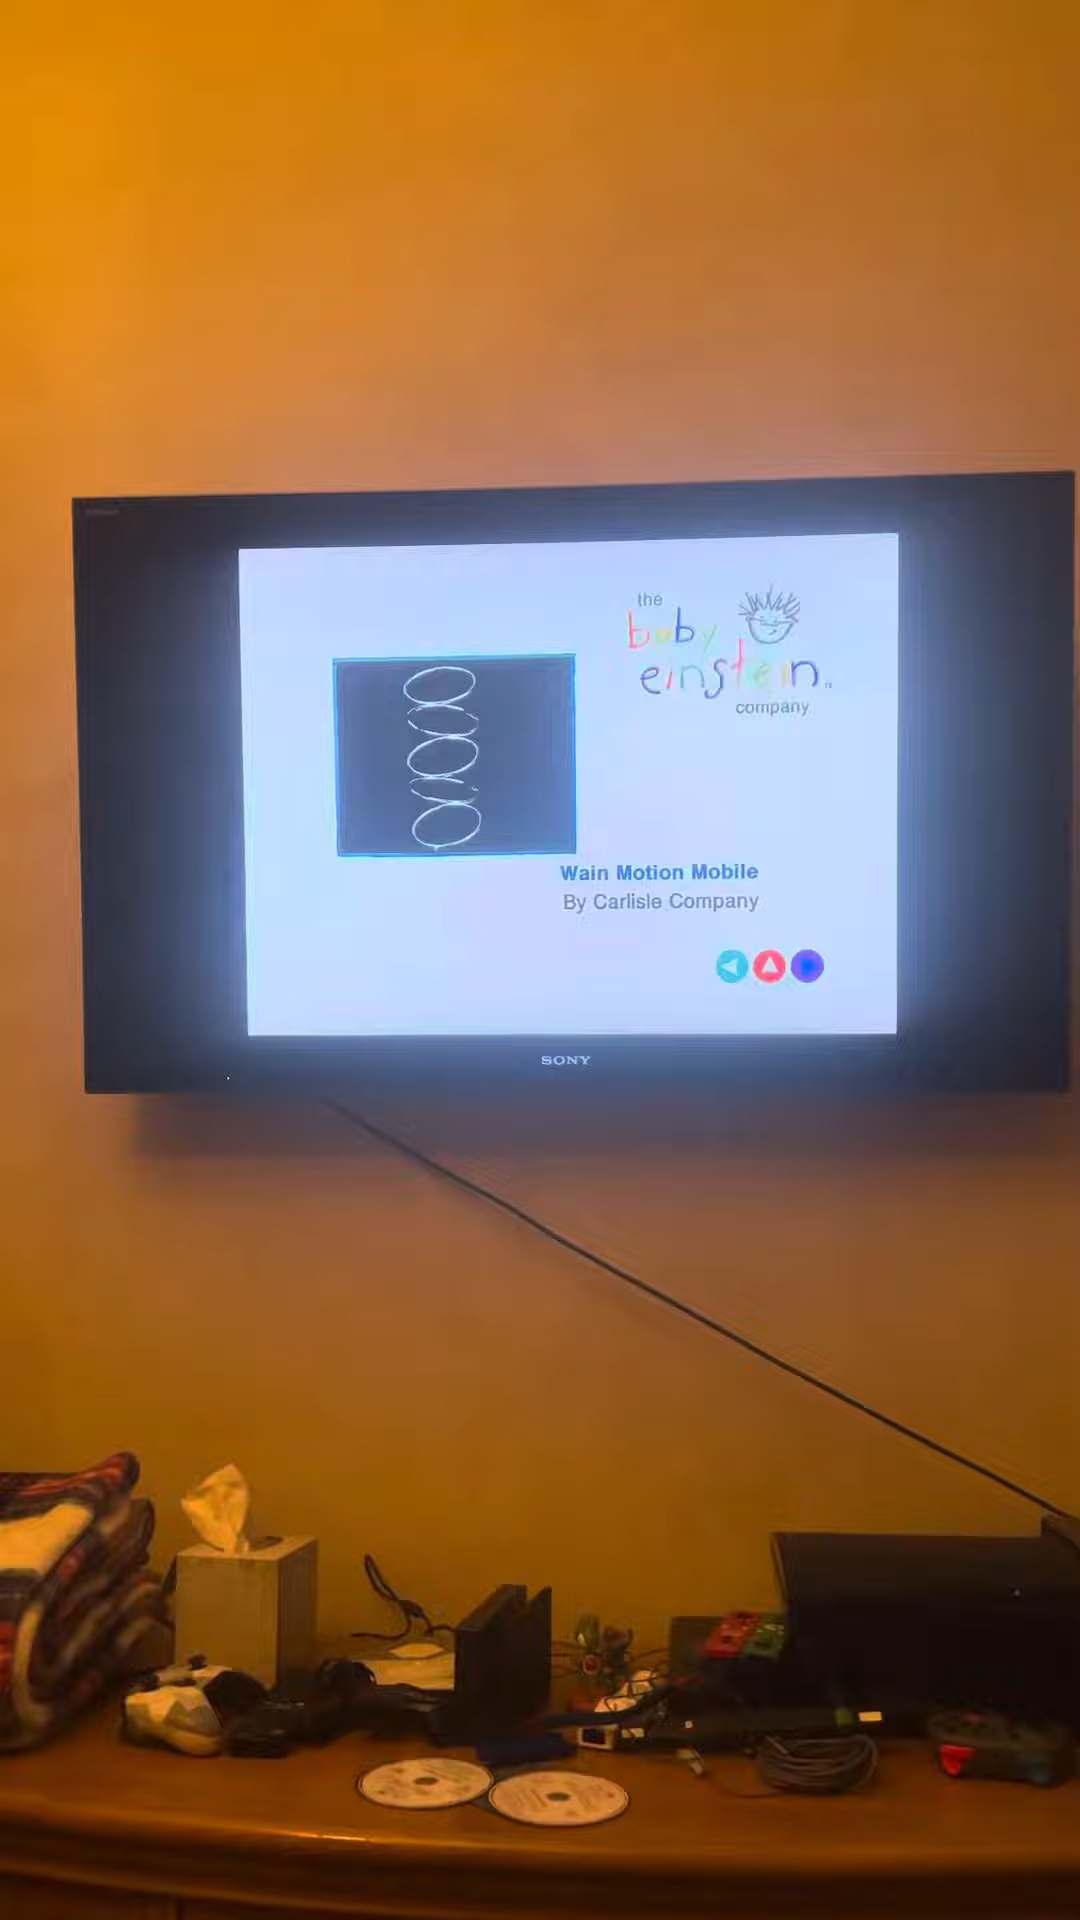 the
baby
einstein
company
Wain Motion Mobile
By Carlisle Company
SONY